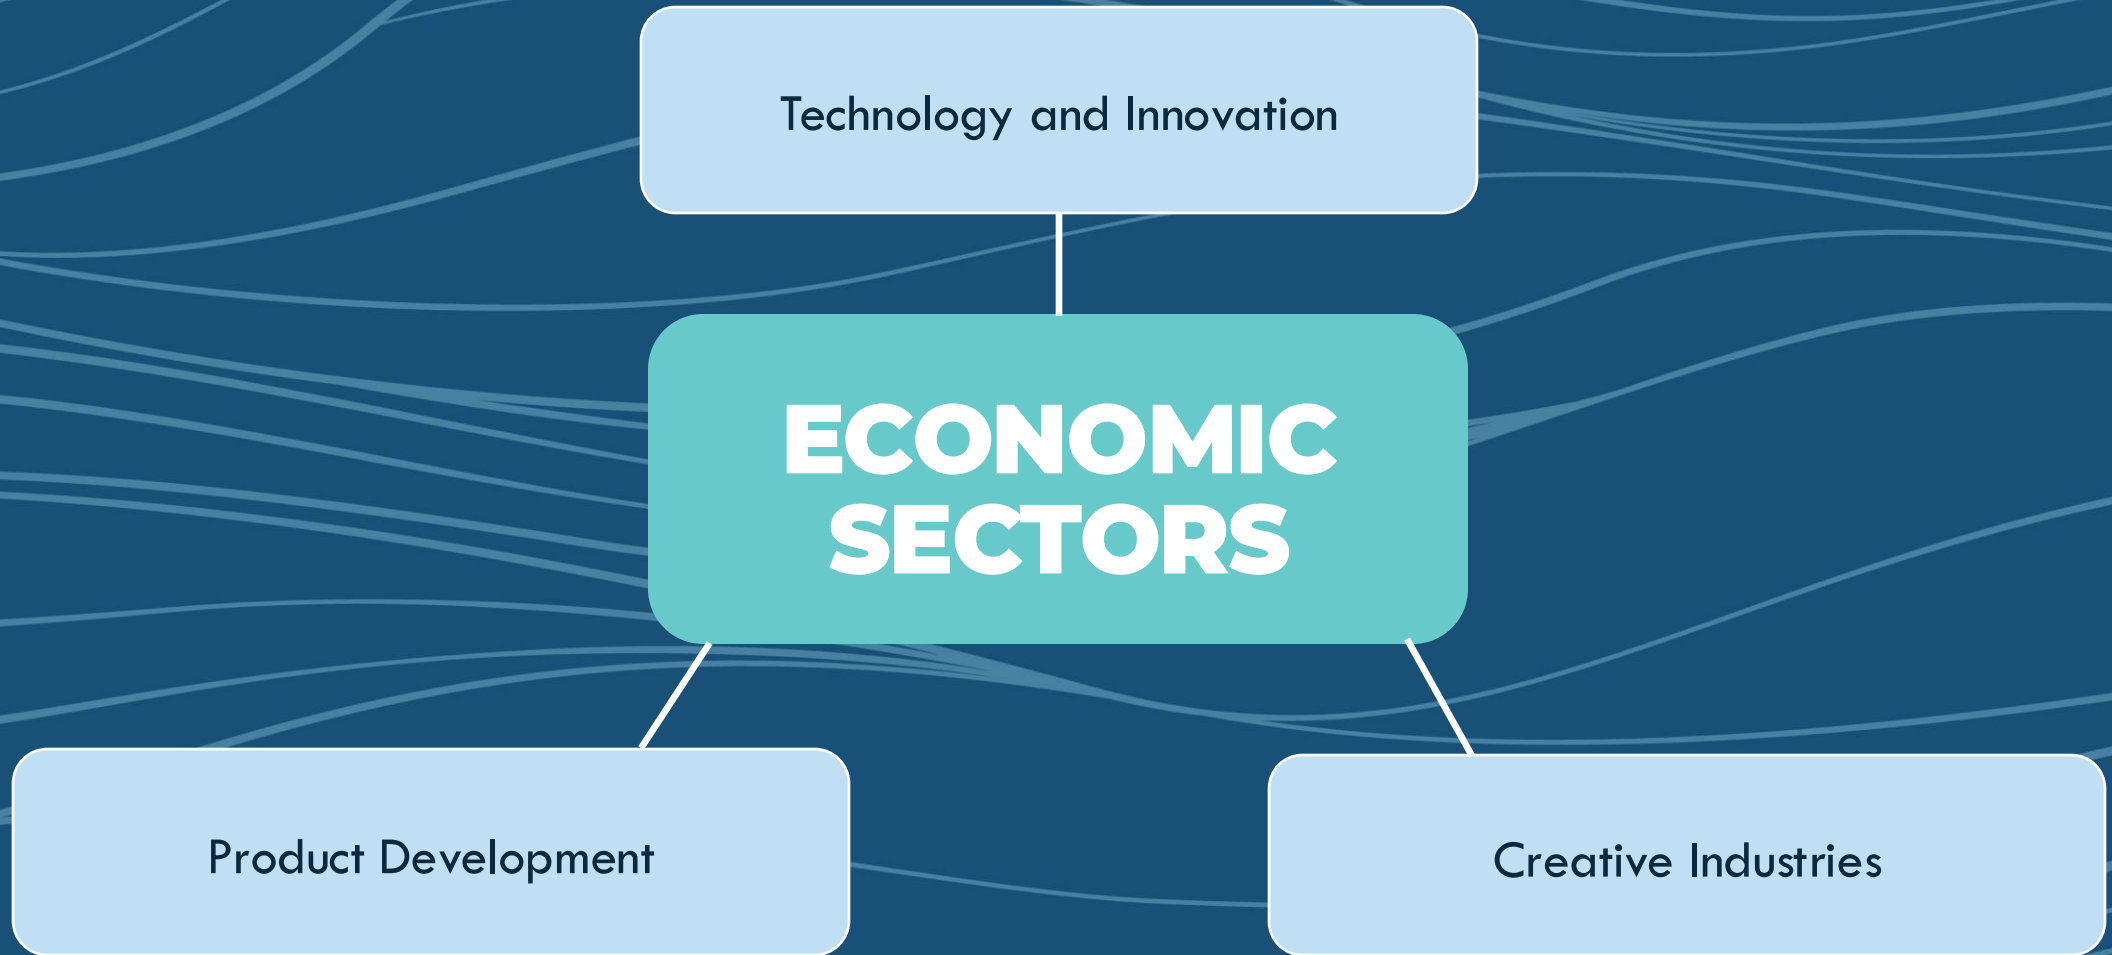 Technology and Innovation
ECONOMIC
SECTORS
Product Development
Creative Industries